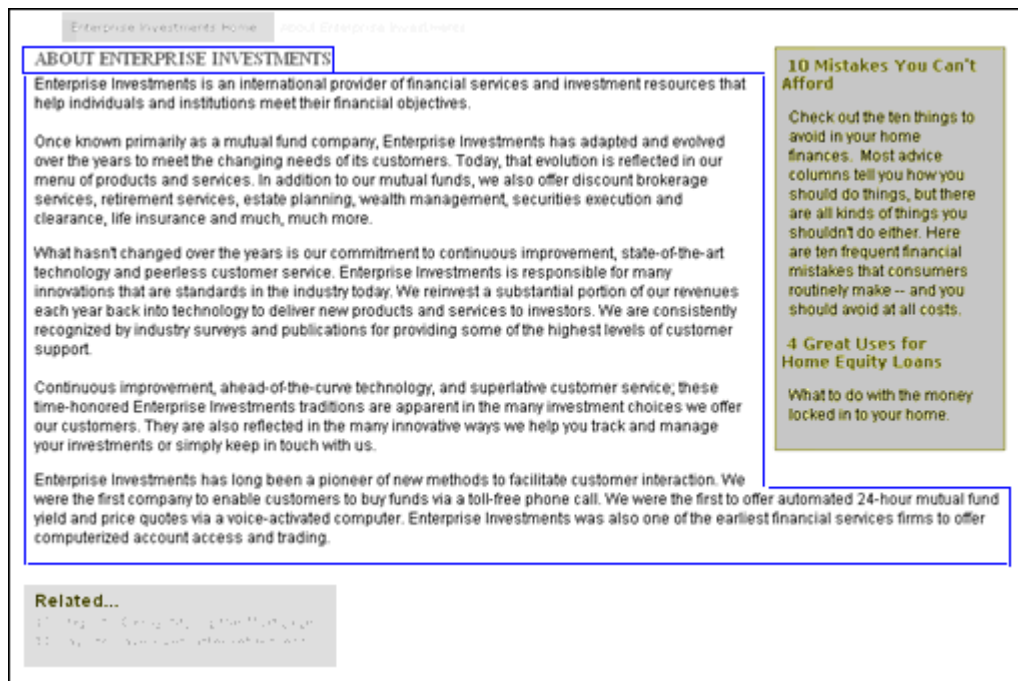 Enterprise Investments Home
About Enterprise Investments
ABOUT ENTERPRISE INVESTMENTS
Enterprise Investments is an international provider of financial services and investment resources that
help individuals and institutions meet their financial objectives.
Once known primarily as a mutual fund company, Enterprise Investments has adapted and evolved
over the years to meet the changing needs of its customers. Today, that evolution is reflected in our
menu of products and services. In addition to our mutual funds, we also offer discount brokerage
services, retirement services, estate planning, wealth management, securities execution and
clearance, life insurance and much, much more.
What hasn't changed over the years is our commitment to continuous improvement, state-of-the-art
technology and peerless customer service. Enterprise Investments is responsible for many
innovations that are standards in the industry today. We reinvest a substantial portion of our revenues
each year back into technology to deliver new products and services to investors. We are consistently
recognized by industry surveys and publications for providing some of the highest levels of customer
support.
Continuous improvement, ahead-of-the-curve technology, and superlative customer service; these
time-honored Enterprise Investments traditions are apparent in the many investment choices we offer
our customers. They are also reflected in the many innovative ways we help you track and manage
your investments or simply keep in touch with us.
Enterprise Investments has long been a pioneer of new methods to facilitate customer interaction. We
were the first company to enable customers to buy funds via a toll-free phone call. We were the first to offer automated 24-hour mutual fund
yield and price quotes via a voice-activated computer. Enterprise Investments was also one of the earliest financial services firms to offer
computerized account access and trading.
10 Mistakes You Can't
Afford
Check out the ten things to
avoid in your home
finances. Most advice
columns tell you how you
should do things, but there
are all kinds of things you
shouldn't do either. Here
are ten frequent financial
mistakes that consumers
routinely make -- and you
should avoid at all costs.
4 Great Uses for
Home Equity Loans
What to do with the money
locked in to your home.
Related...